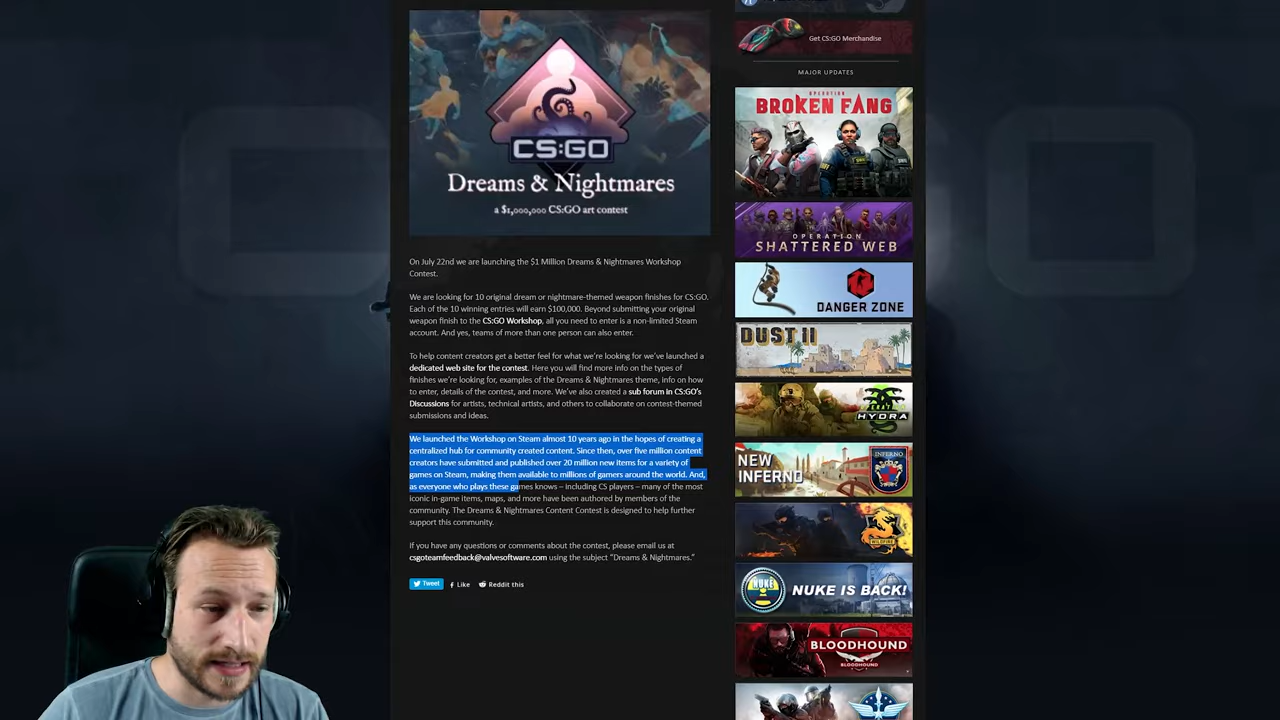 CS:GO
Dreams & Nightmares
a $1,000,000 CS:GO art contest
On July 22nd we are launching the $1 Million Dreams & Nightmares Workshop
Contest.
We are looking for 10 original dream or nightmare-themed weapon finishes for CS:GO.
Each of the 10 winning entries will earn $100,000. Beyond submitting your original
weapon finish to the CS:GO Workshop, all you need to enter is a non-limited Steam
account. And yes, teams of more than one person can also enter.
To help content creators get a better feel for what we're looking for we've launched a
dedicated web site for the contest. Here you will find more info on the types of
finishes we're looking for, examples of the Dreams & Nightmares theme, info on how
to enter, details of the contest, and more. We've also created a sub forum in CS:GO's
Discussions for artists, technical artists, and others to collaborate on contest-themed
submissions and ideas.
We launched the Workshop on Steam almost 10 years ago in the hopes of creating a
centralized hub for community created content. Since then, over five million content
creators have submitted and published over 20 million new items for a variety of
games on Steam, making them available to millions of gamers around the world. And,
as everyone who plays these games knows – including CS players – many of the most
iconic in-game items, maps, and more have been authored by members of the
community. The Dreams & Nightmares Content Contest is designed to help further
support this community.
If you have any questions or comments about the contest, please email us at
csgoteamfeedback@valvesoftware.com using the subject "Dreams & Nightmares."
Tweet
Like
Reddit this
Get CS:GO Merchandise
MAJOR UPDATES
OPERATION
BROKEN FANG
OPERATION
SHATTERED WEB
DANGER ZONE
DUST II
OPERATION
HYDRA
NEW
INFERNO
INFERNO
WILDFIRE
NUKE
NUKE IS BACK!
BLOODHOUND
BLOODHOUND